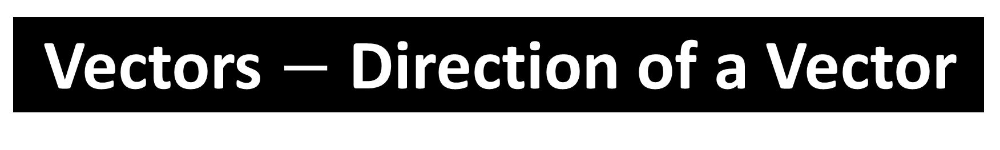 Vectors — Direction of a Vector